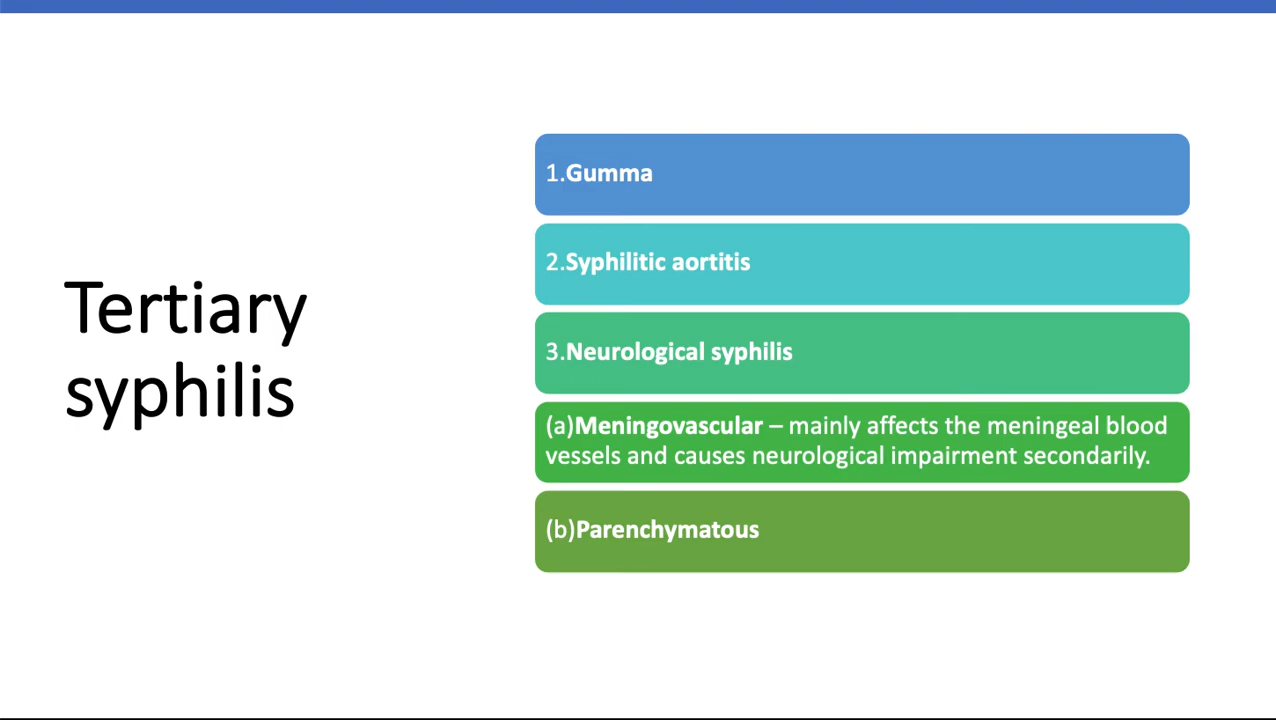 Tertiary
syphilis
1.Gumma
2.Syphilitic aortitis
3.Neurological syphilis
(a)Meningovascular – mainly affects the meningeal blood
vessels and causes neurological impairment secondarily.
(b)Parenchymatous